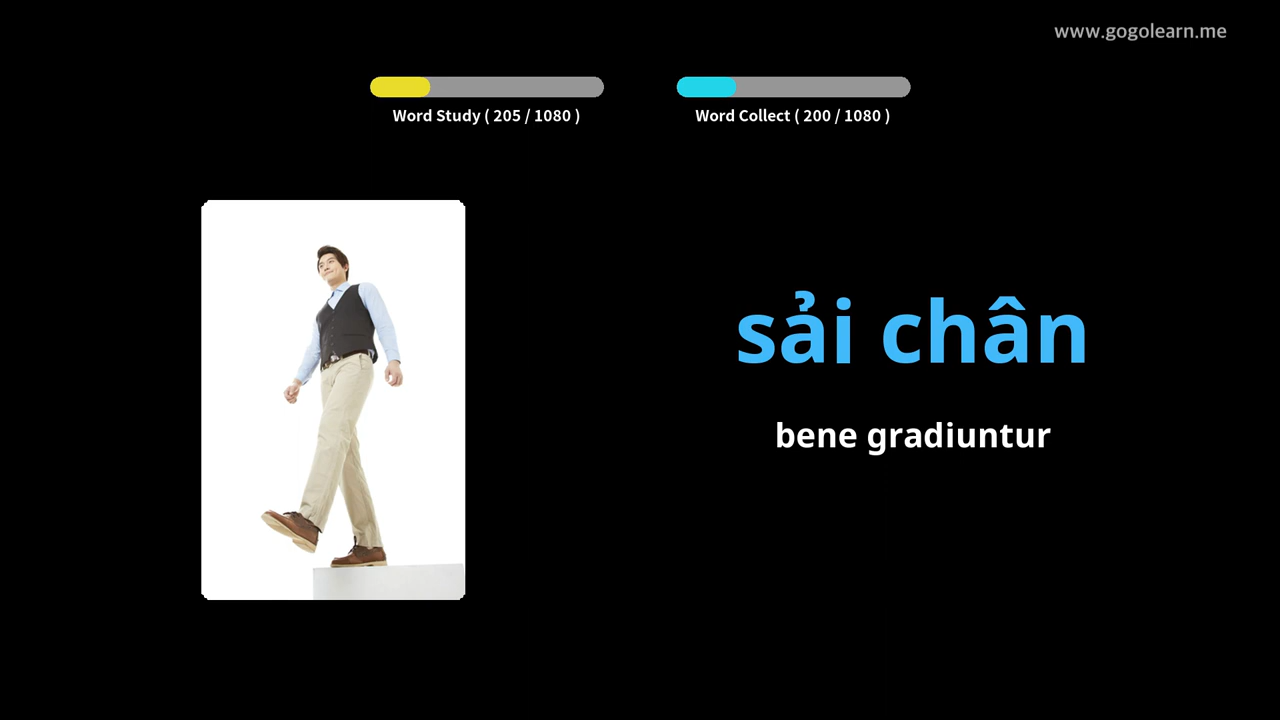 www.gogolearn.me
Word Study ( 205 / 1080 )
Word Collect ( 200 / 1080 )
sải chân
bene gradiuntur